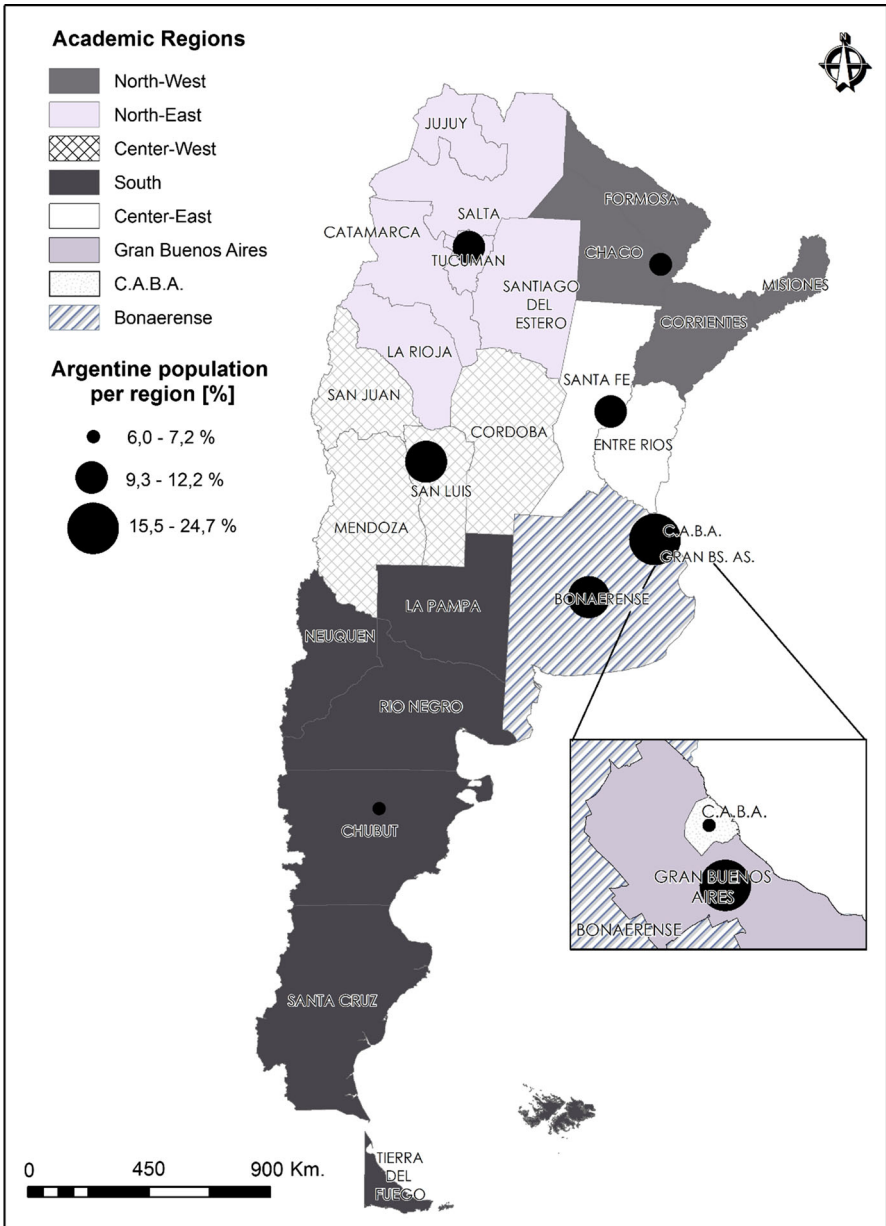 Academic Regions
North-West
North-East
Center-West
South
Center-East
Gran Buenos Aires
C.A.B.A.
Bonaerense
Argentine population
per region [%]
6,0 - 7,2 %
9,3 - 12,2 %
15,5 - 24,7 %
N
JUJUY
SALTA
FORMOSA
CATAMARCA
TUCUMAN
CHACO
MISIONES
SANTIAGO
DEL
ESTERO
CORRIENTES
LA RIOJA
SANTA FE
SAN JUAN
CORDOBA
ENTRE RIOS
SAN LUIS
MENDOZA
C.A.B.A.
GRAN BS. AS.
BONAERENSE
LA PAMPA
NEUQUEN
RIO NEGRO
CHUBUT
C.A.B.A.
GRAN BUENOS
AIRES
BONAERENSE
SANTA CRUZ
TIERRA
DEL
FUEGO
0 450 900 Km.